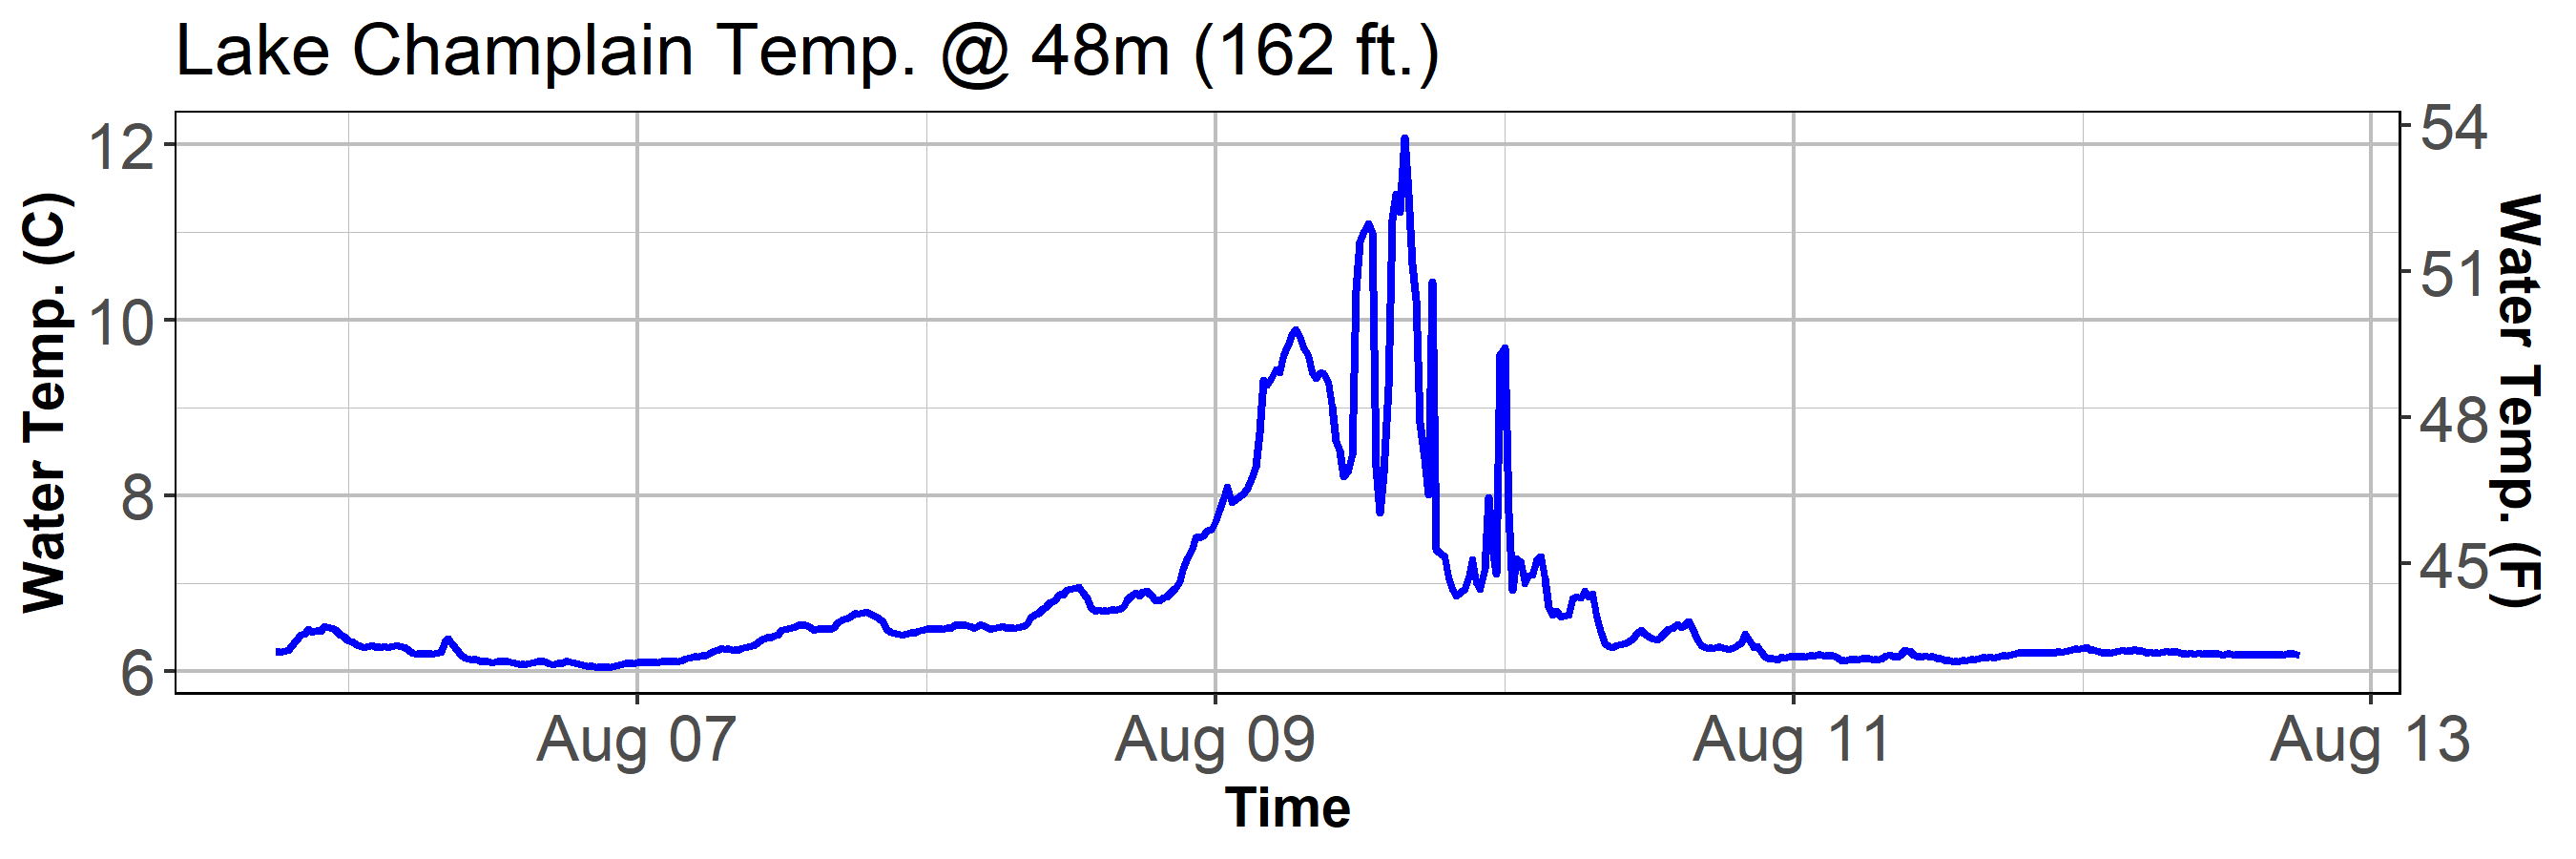 Lake Champlain Temp. @ 48m (162 ft.)
Water Temp. (C)
12
10
8
6
54
51
48
45
Water Temp. (F)
Aug 07 Aug 09 Aug 11 Aug 13
Time